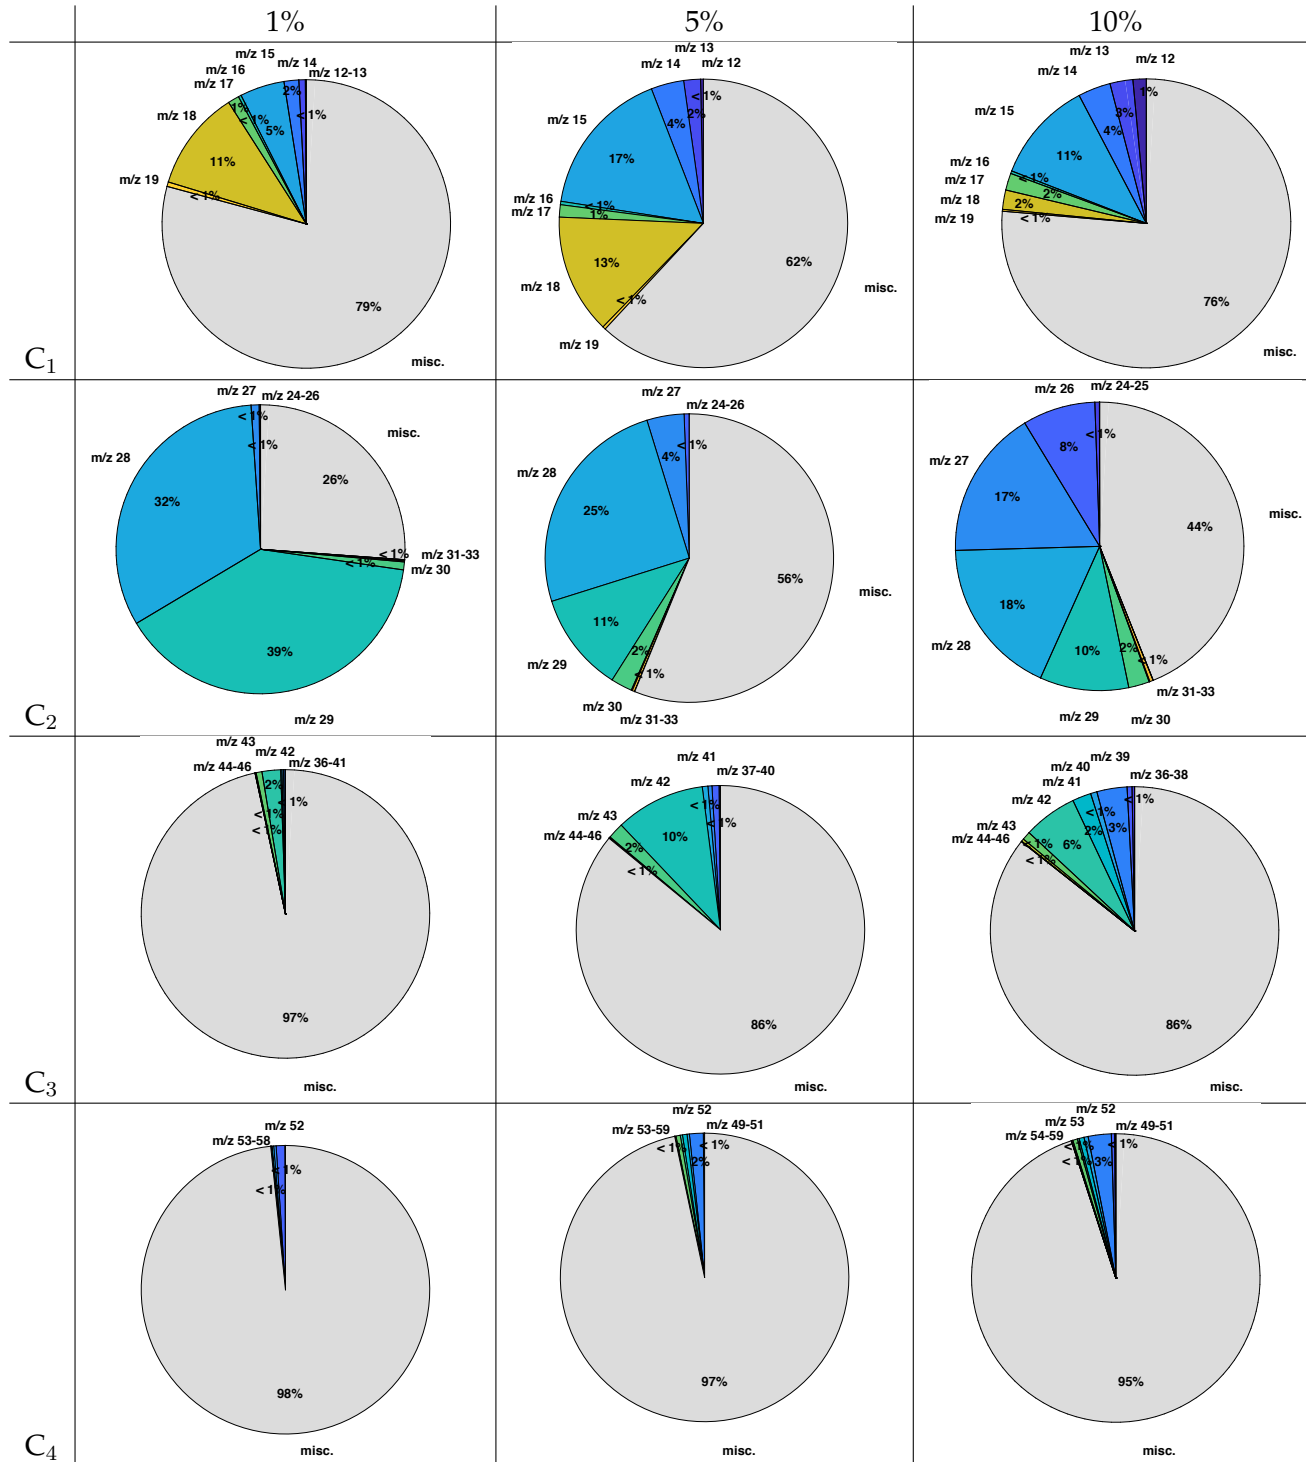 1% 5% 10%
C1
m/z 15
m/z 14
m/z 16
m/z 12-13
m/z 17
m/z 18
m/z 19
2%
< 1%
1%
< 1%
5%
11%
< 1%
79%
misc.
m/z 13
m/z 12
m/z 14
m/z 15
m/z 16
m/z 17
m/z 18
m/z 19
< 1%
2%
4%
17%
< 1%
1%
13%
< 1%
62%
misc.
m/z 13
m/z 12
m/z 14
m/z 15
m/z 16
m/z 17
m/z 18
m/z 19
1%
3%
4%
11%
< 1%
2%
2%
< 1%
76%
misc.
C2
m/z 27
m/z 24-26
misc.
m/z 28
m/z 31-33
m/z 30
m/z 29
< 1%
< 1%
32%
26%
< 1%
< 1%
39%
m/z 27
m/z 24-26
m/z 28
misc.
m/z 29
m/z 30
m/z 31-33
< 1%
4%
25%
56%
11%
2%
< 1%
m/z 26
m/z 24-25
m/z 27
misc.
m/z 28
m/z 31-33
m/z 29
m/z 30
< 1%
8%
17%
44%
18%
10%
2%
< 1%
C3
m/z 43
m/z 42
m/z 44-46
m/z 36-41
2%
< 1%
< 1%
< 1%
97%
misc.
m/z 41
m/z 37-40
m/z 42
m/z 43
m/z 44-46
< 1%
< 1%
10%
2%
< 1%
86%
misc.
m/z 39
m/z 40
m/z 36-38
m/z 41
m/z 42
m/z 43
m/z 44-46
< 1%
< 1%
3%
2%
6%
< 1%
< 1%
86%
misc.
C4
m/z 52
m/z 53-58
< 1%
< 1%
98%
misc.
m/z 52
m/z 49-51
m/z 53-59
< 1%
< 1%
2%
97%
misc.
m/z 52
m/z 53
m/z 49-51
m/z 54-59
< 1%
< 1%
< 1%
3%
95%
misc.